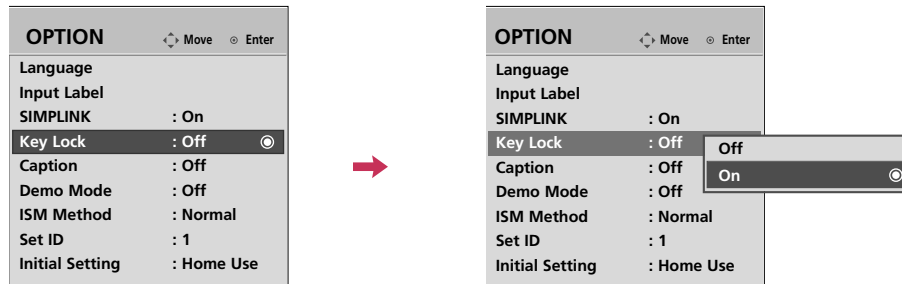 OPTION Move Enter
Language
Input Label
SIMPLINK : On
Key Lock : Off
Caption : Off
Demo Mode : Off
ISM Method : Normal
Set ID : 1
Initial Setting : Home Use
OPTION Move Enter
Language
Input Label
SIMPLINK : On
Key Lock : Off
Caption : Off
Demo Mode : Off
ISM Method : Normal
Set ID : 1
Initial Setting : Home Use
Off
On